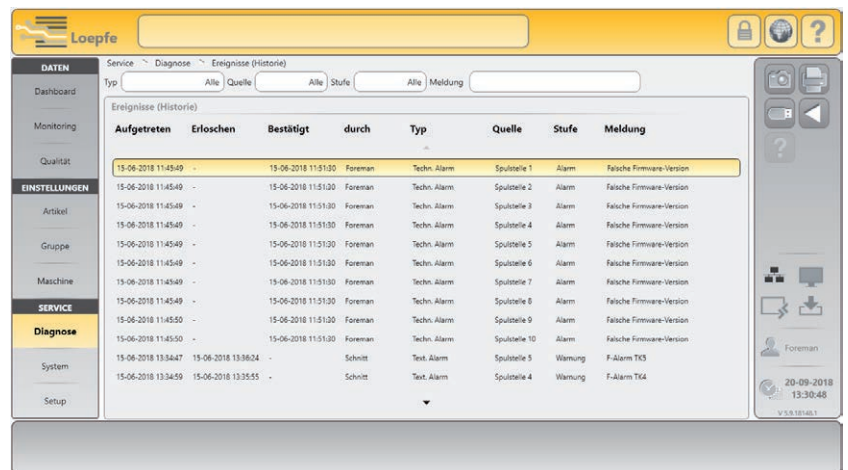 Loepfe
?
DATEN
Dashboard
Monitoring
Qualität
EINSTELLUNGEN
Artikel
Gruppe
Maschine
SERVICE
Diagnose
System
Setup
Service Diagnose Ereignisse (Historie)
Typ Alle Quelle Alle Stufe Alle Meldung
Ereignisse (Historie)
Aufgetreten Erloschen Bestätigt durch Typ Quelle Stufe Meldung
15-06-2018 11:45:49 - 15-06-2018 11:51:30 Foreman Techn. Alarm Spulstelle 1 Alarm Falsche Firmware-Version
15-06-2018 11:45:49 - 15-06-2018 11:51:30 Foreman Techn. Alarm Spulstelle 2 Alarm Falsche Firmware-Version
15-06-2018 11:45:49 - 15-06-2018 11:51:30 Foreman Techn. Alarm Spulstelle 3 Alarm Falsche Firmware-Version
15-06-2018 11:45:49 - 15-06-2018 11:51:30 Foreman Techn. Alarm Spulstelle 4 Alarm Falsche Firmware-Version
15-06-2018 11:45:49 - 15-06-2018 11:51:30 Foreman Techn. Alarm Spulstelle 5 Alarm Falsche Firmware-Version
15-06-2018 11:45:49 - 15-06-2018 11:51:30 Foreman Techn. Alarm Spulstelle 6 Alarm Falsche Firmware-Version
15-06-2018 11:45:49 - 15-06-2018 11:51:30 Foreman Techn. Alarm Spulstelle 7 Alarm Falsche Firmware-Version
15-06-2018 11:45:49 - 15-06-2018 11:51:30 Foreman Techn. Alarm Spulstelle 8 Alarm Falsche Firmware-Version
15-06-2018 11:45:50 - 15-06-2018 11:51:30 Foreman Techn. Alarm Spulstelle 9 Alarm Falsche Firmware-Version
15-06-2018 11:45:50 - 15-06-2018 11:51:30 Foreman Techn. Alarm Spulstelle 10 Alarm Falsche Firmware-Version
15-06-2018 13:34:47 15-06-2018 13:36:24 - Schnitt Text. Alarm Spulstelle 5 Warnung F-Alarm TK5
15-06-2018 13:34:59 15-06-2018 13:35:55 - Schnitt Text. Alarm Spulstelle 4 Warnung F-Alarm TK4
?
Foreman
20-09-2018
13:30:48